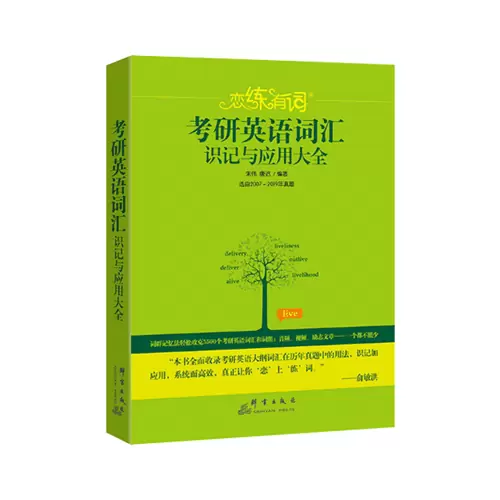 恋练有词
考研英语词汇
识记与应用大全
朱伟 唐迟 / 编著
选自2007-2019年真题
liveliness
delivery
outlive
deliver
livelihood
alive
live
词群记忆法轻松攻克5500个考研英语词汇和词组；音频、视频、励志文章——一个都不能少
“本书全面收录考研英语大纲词汇在历年真题中的用法，识记加
应用，系统而高效，真正让你‘恋’上‘练’词。”
——俞敏洪
群言出版社
考研英语词汇
识记与应用大全